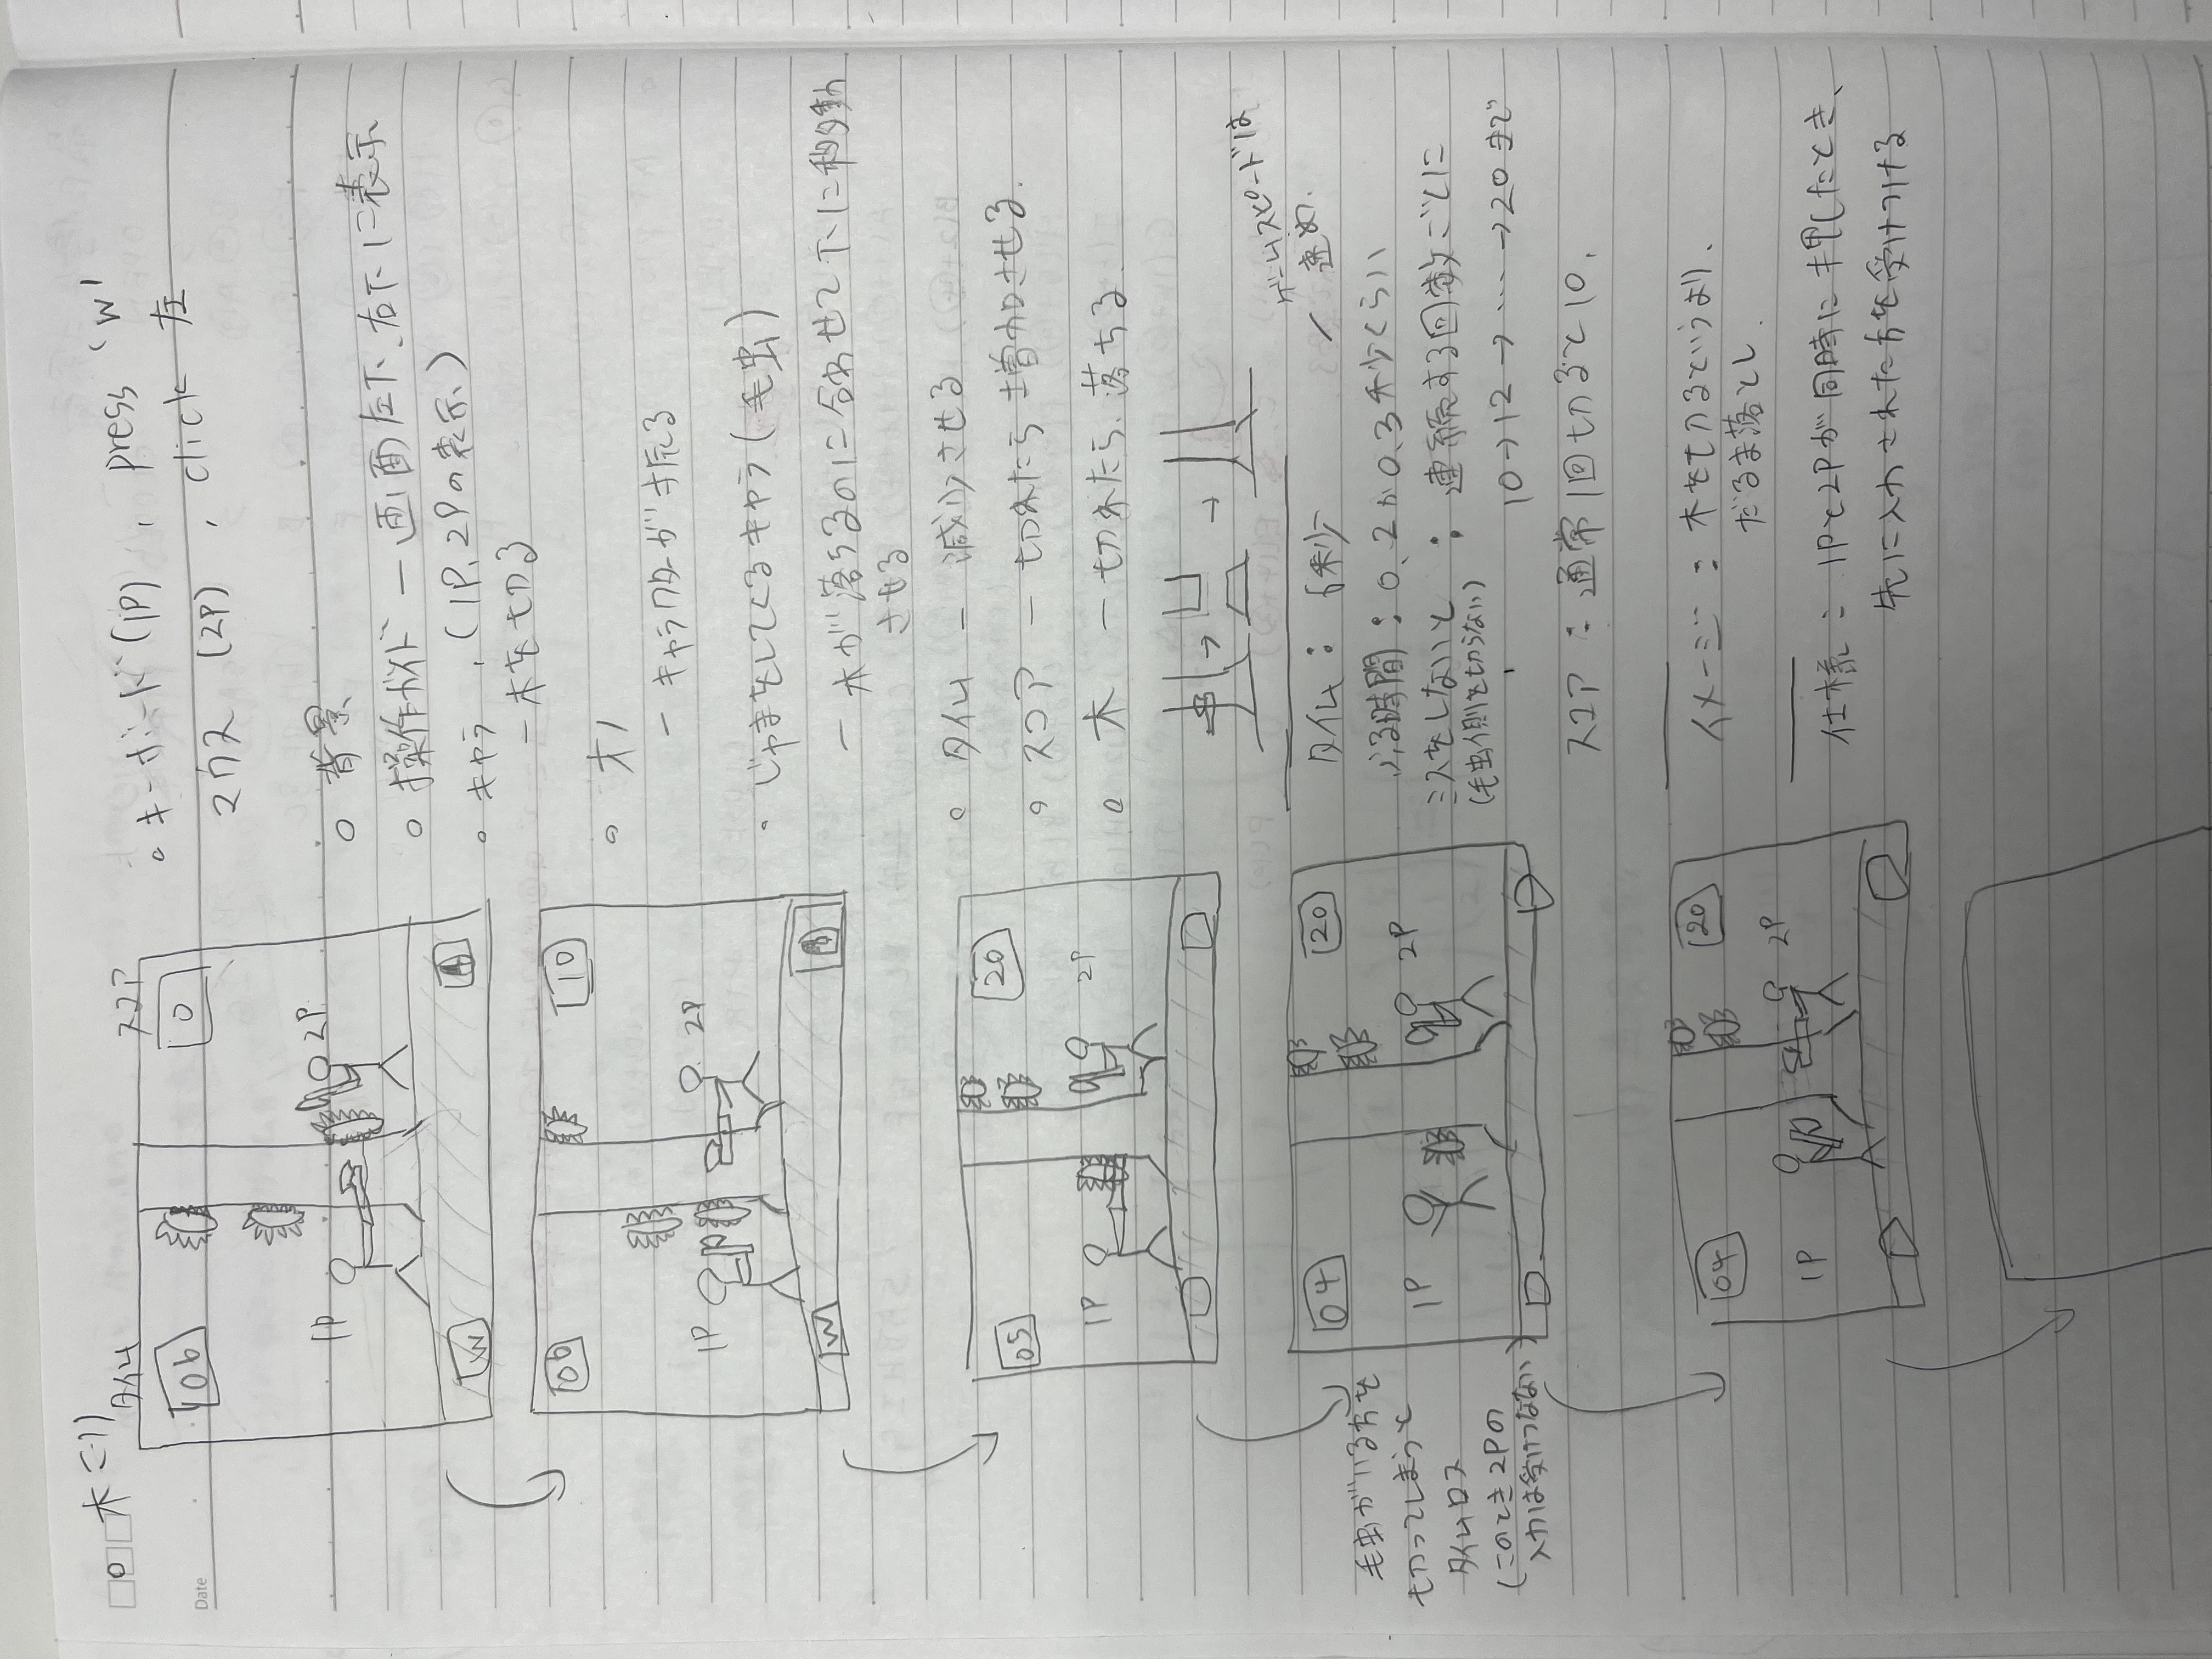 木こり
Date
タイム
スコア
06
0
1P
2P
W
06
10
1P
2P
W
05
20
1P
2P
04
20
1P
2P
毛虫がいる方を
切ってしまうと
タイムロス
(このとき2Pの
入力は受けつけない)
04
20
1P
2P
○ キーボード(1P), press 'W'
マウス (2P), click 左
○ 背景
○ 操作ガイド ー 画面左下、右下に表示
○ キャラ , (1P, 2Pの表示)
ー 木を切る
○ オノ
ー キャラクターが振る
○ じゃまをしてくるキャラ(毛虫)
ー 木が落ちるのに合わせて下に移動
させる
○ タイム ー 減少させる
○ スコア ー 切れたら増加させる.
○ 木 ー 切れたら、落ちる.
→
→
タイム : 6秒
ー ゲームスピードは
速め.
ふる時間 : 0.2か0.3秒くらい
ミスをしないと : 連続する回数ごとに
(毛虫側を切らない)
10→12→…→20まで
スコア : 通常1回切ると10.
イメージ : 木を切るというより、
だるま落とし.
仕様 : 1Pと2Pが同時に押したとき、
先に入力された方を受けつける